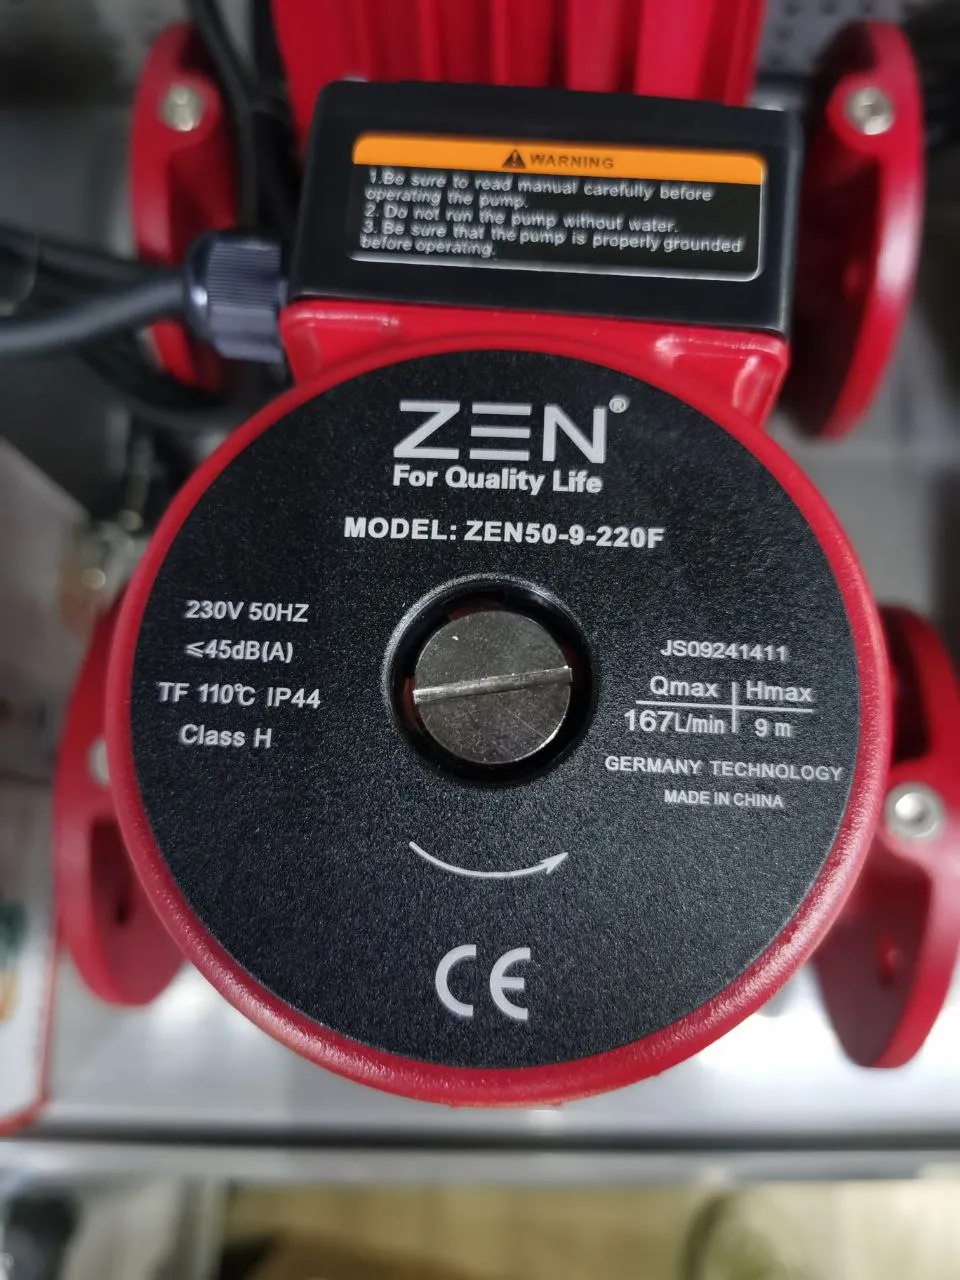 WARNING
1.Be sure to read manual carefully before
operating the pump.
2. Do not run the pump without water.
3. Be sure that the pump is properly grounded
before operating.
ZEN®
For Quality Life
MODEL: ZEN50-9-220F
230V 50HZ
≤45dB(A)
TF 110℃ IP44
Class H
JS09241411
Qmax Hmax
167L/min 9 m
GERMANY TECHNOLOGY
MADE IN CHINA
CE